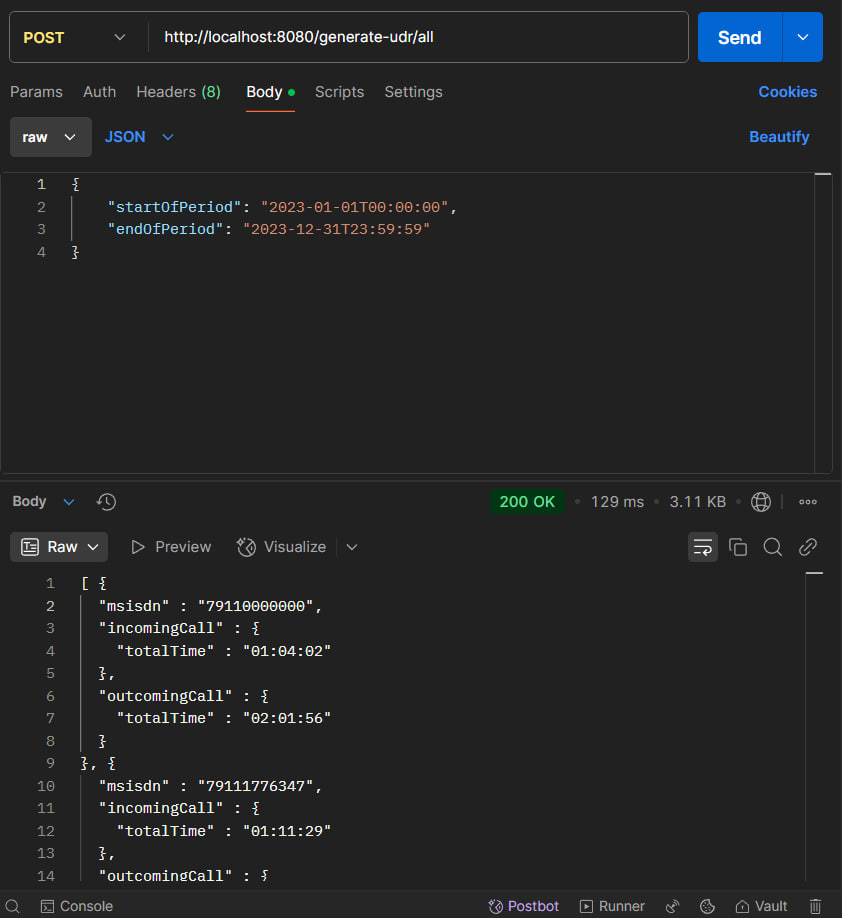 POST http://localhost:8080/generate-udr/all Send
Params Auth Headers (8) Body Scripts Settings Cookies
raw JSON Beautify
1 {
2 "startOfPeriod": "2023-01-01T00:00:00",
3 "endOfPeriod": "2023-12-31T23:59:59"
4 }
Body 200 OK 129 ms 3.11 KB
Raw Preview Visualize
1 [ {
2 "msisdn" : "79110000000",
3 "incomingCall" : {
4 "totalTime" : "01:04:02"
5 },
6 "outcomingCall" : {
7 "totalTime" : "02:01:56"
8 }
9 }, {
10 "msisdn" : "79111776347",
11 "incomingCall" : {
12 "totalTime" : "01:11:29"
13 },
14 "outcomingCall" : {
Console Postbot Runner Vault